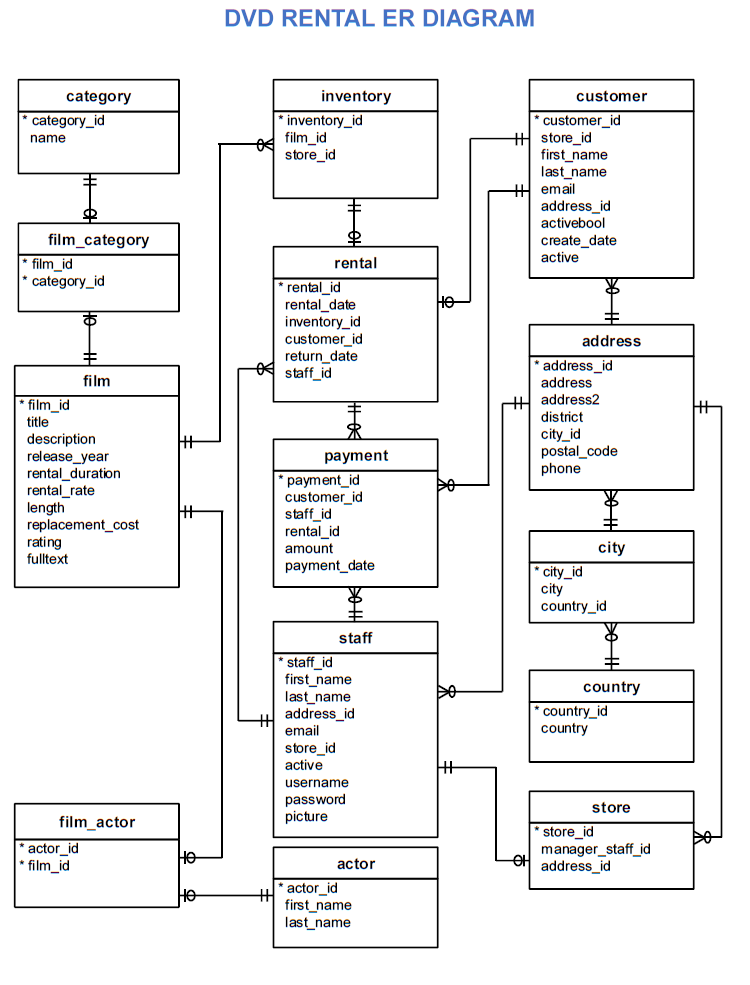 DVD RENTAL ER DIAGRAM
category
* category_id
name
inventory
* inventory_id
film_id
store_id
customer
* customer_id
store_id
first_name
last_name
email
address_id
activebool
create_date
active
film_category
* film_id
* category_id
rental
* rental_id
rental_date
inventory_id
customer_id
return_date
staff_id
address
* address_id
address
address2
district
city_id
postal_code
phone
film
* film_id
title
description
release_year
rental_duration
rental_rate
length
replacement_cost
rating
fulltext
payment
* payment_id
customer_id
staff_id
rental_id
amount
payment_date
city
* city_id
city
country_id
staff
* staff_id
first_name
last_name
address_id
email
store_id
active
username
password
picture
country
* country_id
country
film_actor
* actor_id
* film_id
store
* store_id
manager_staff_id
address_id
actor
* actor_id
first_name
last_name